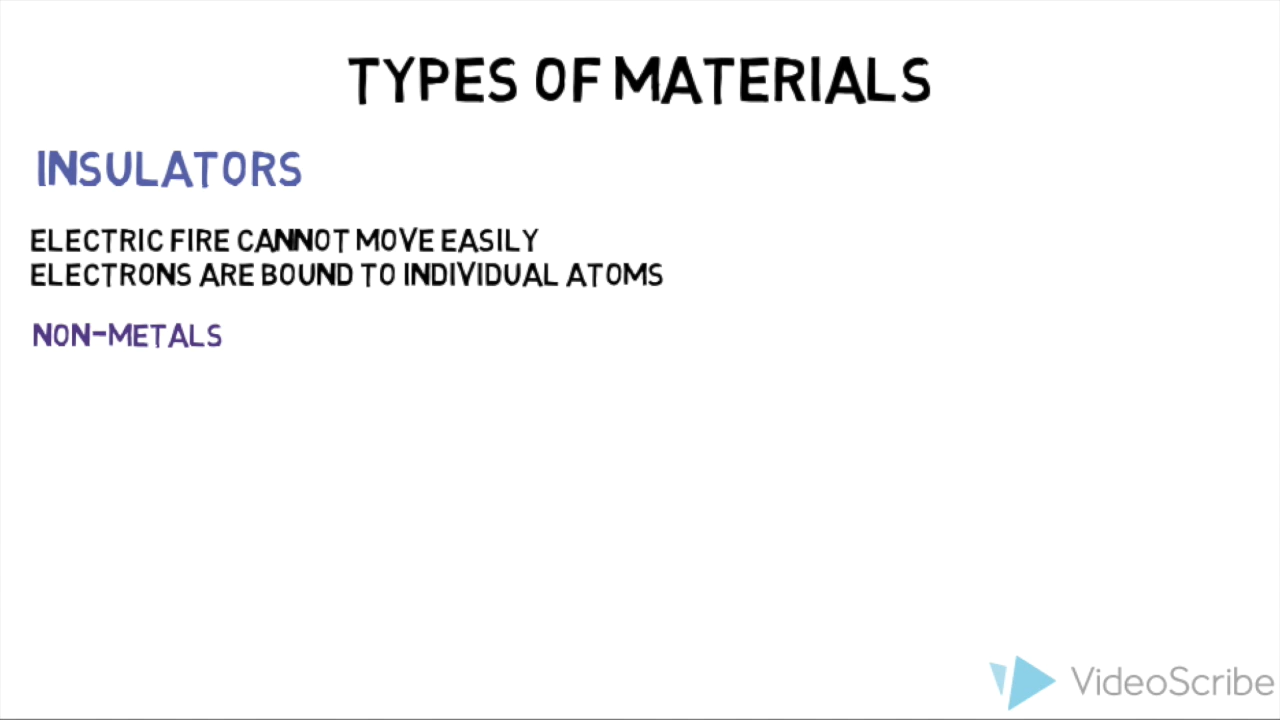 TYPES OF MATERIALS
INSULATORS
ELECTRIC FIRE CANNOT MOVE EASILY
ELECTRONS ARE BOUND TO INDIVIDUAL ATOMS
NON-METALS
VideoScribe